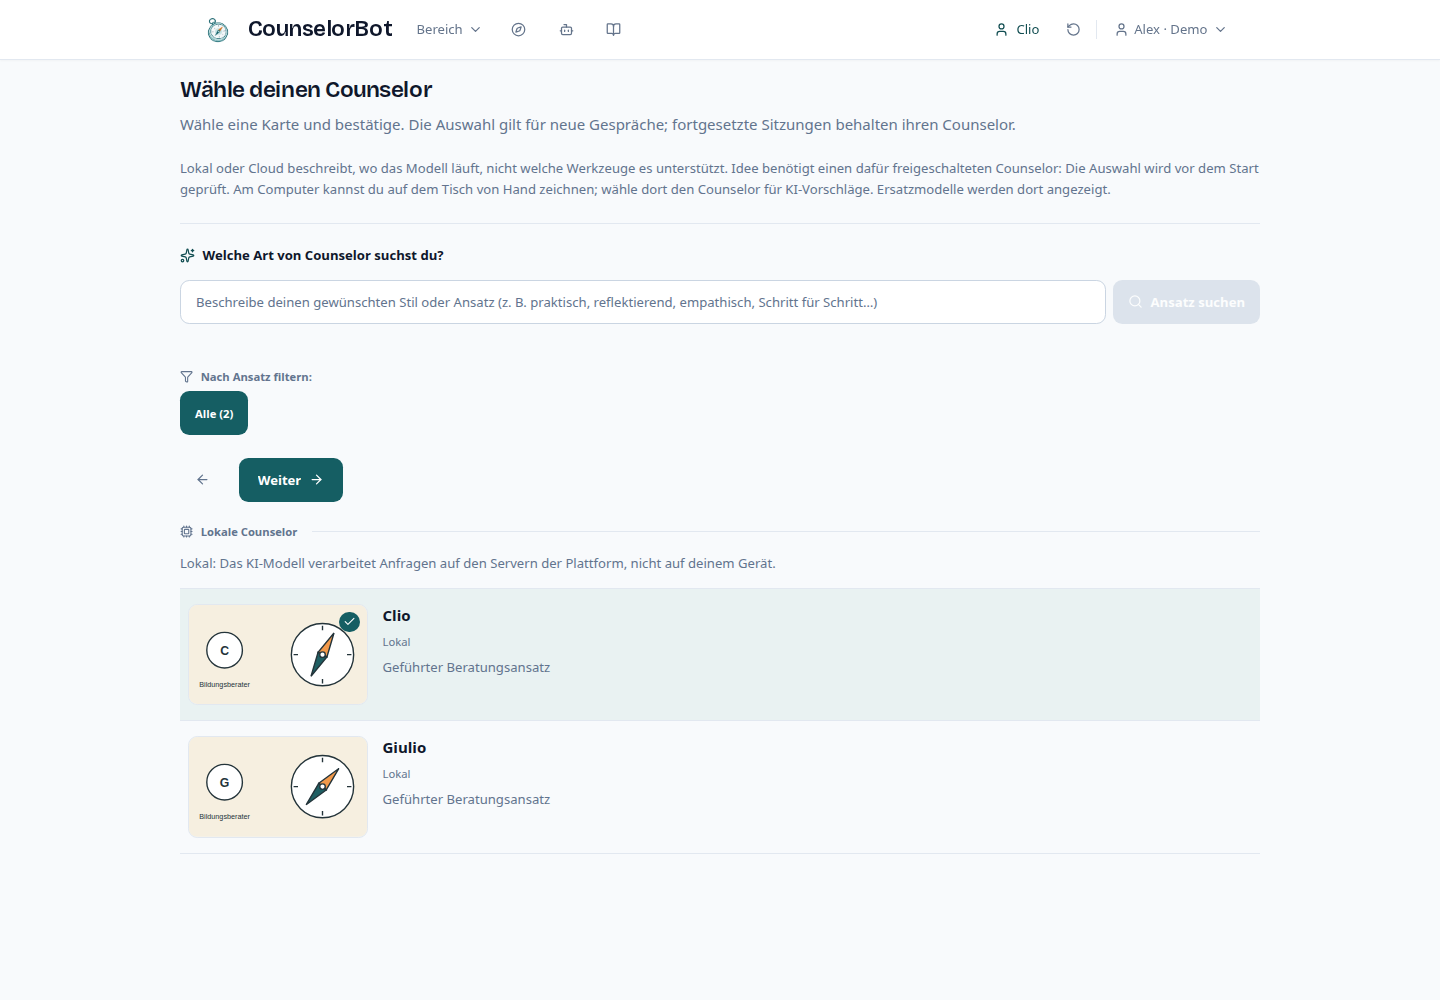 CounselorBot
Bereich
Clio
Alex · Demo
Wähle deinen Counselor
Wähle eine Karte und bestätige. Die Auswahl gilt für neue Gespräche; fortgesetzte Sitzungen behalten ihren Counselor.
Lokal oder Cloud beschreibt, wo das Modell läuft, nicht welche Werkzeuge es unterstützt. Idee benötigt einen dafür freigeschalteten Counselor: Die Auswahl wird vor dem Start
geprüft. Am Computer kannst du auf dem Tisch von Hand zeichnen; wähle dort den Counselor für KI-Vorschläge. Ersatzmodelle werden dort angezeigt.
Welche Art von Counselor suchst du?
Beschreibe deinen gewünschten Stil oder Ansatz (z. B. praktisch, reflektierend, empathisch, Schritt für Schritt...)
Ansatz suchen
Nach Ansatz filtern:
Alle (2)
Weiter
Lokale Counselor
Lokal: Das KI-Modell verarbeitet Anfragen auf den Servern der Plattform, nicht auf deinem Gerät.
C
Bildungsberater
Clio
Lokal
Geführter Beratungsansatz
G
Bildungsberater
Giulio
Lokal
Geführter Beratungsansatz